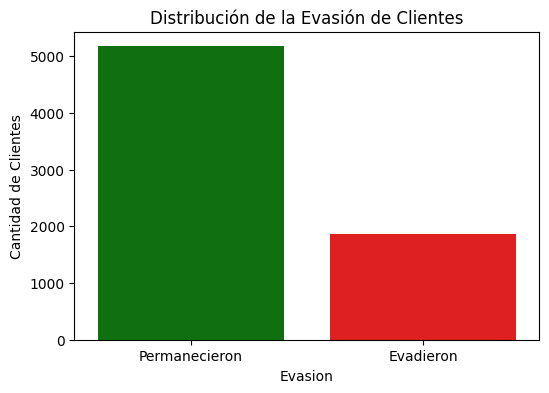 Distribución de la Evasión de Clientes
Cantidad de Clientes
5000
4000
3000
2000
1000
0
Permanecieron
Evadieron
Evasion